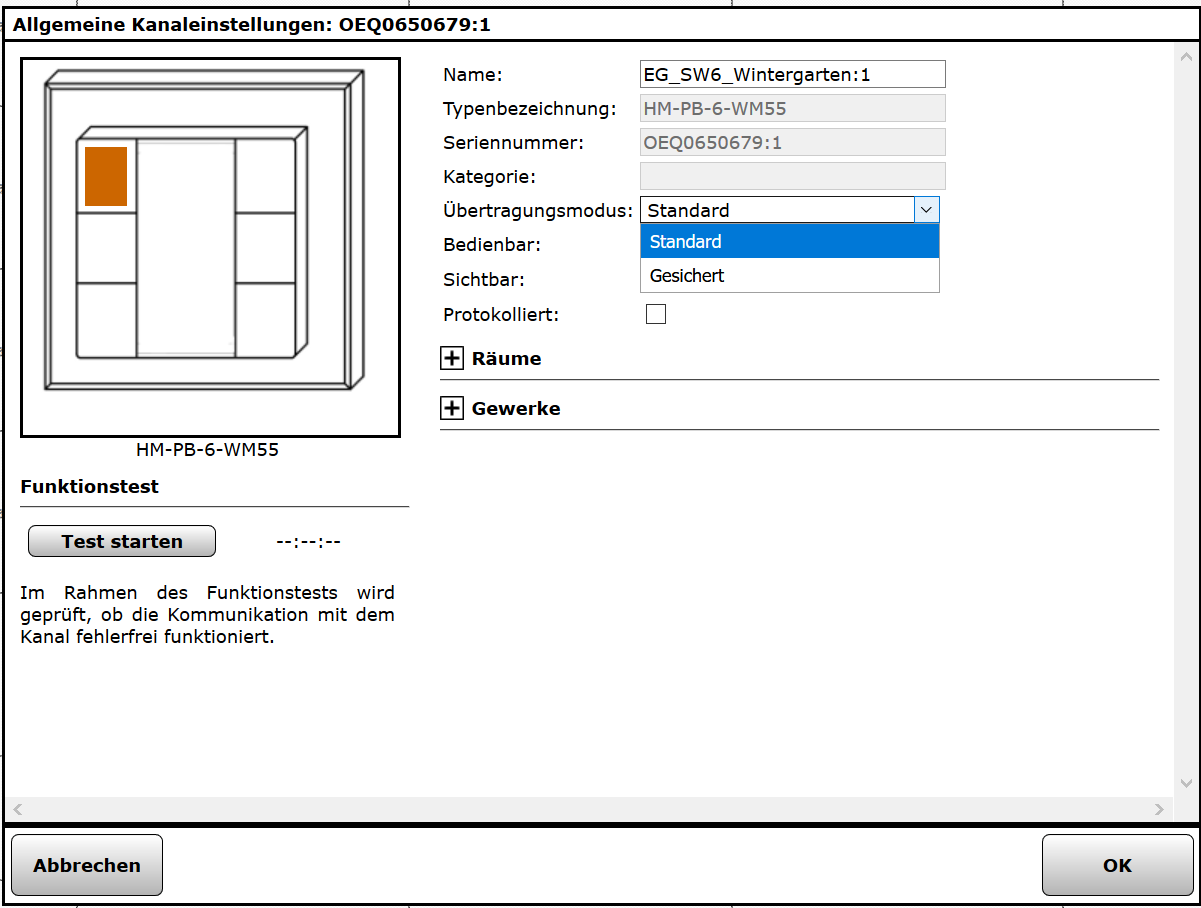 Allgemeine Kanaleinstellungen: OEQ0650679:1
Name: EG_SW6_Wintergarten:1
Typenbezeichnung: HM-PB-6-WM55
Seriennummer: OEQ0650679:1
Kategorie:
Übertragungsmodus: Standard
Bedienbar: Standard
Sichtbar: Gesichert
Protokolliert:
Räume
Gewerke
HM-PB-6-WM55
Funktionstest
Test starten --:--:--
Im Rahmen des Funktionstests wird
geprüft, ob die Kommunikation mit dem
Kanal fehlerfrei funktioniert.
Abbrechen OK